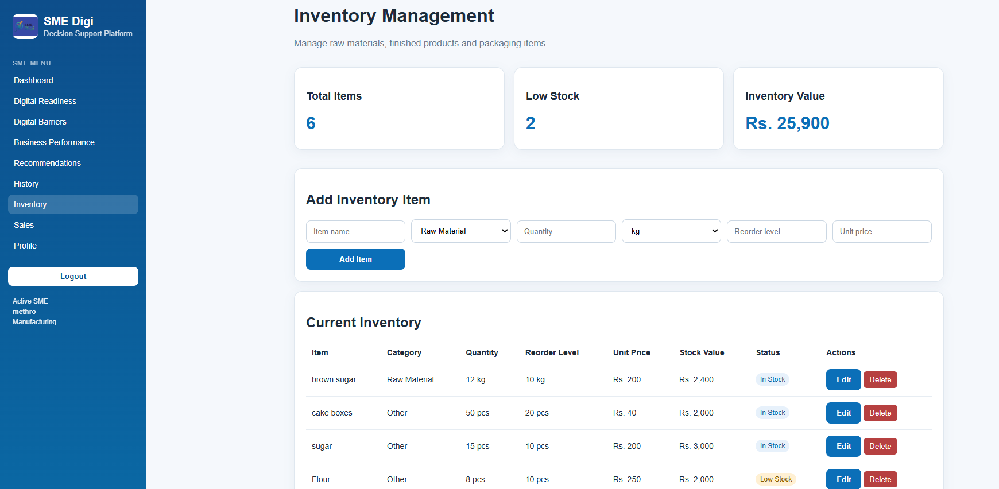 SME Digi
Decision Support Platform
SME MENU
Dashboard
Digital Readiness
Digital Barriers
Business Performance
Recommendations
History
Inventory
Sales
Profile
Logout
Active SME
methro
Manufacturing
Inventory Management
Manage raw materials, finished products and packaging items.
Total Items
6
Low Stock
2
Inventory Value
Rs. 25,900
Add Inventory Item
Item name Raw Material Quantity kg Reorder level Unit price
Add Item
Current Inventory
Item Category Quantity Reorder Level Unit Price Stock Value Status Actions
brown sugar Raw Material 12 kg 10 kg Rs. 200 Rs. 2,400 In Stock Edit Delete
cake boxes Other 50 pcs 20 pcs Rs. 40 Rs. 2,000 In Stock Edit Delete
sugar Other 15 pcs 10 pcs Rs. 200 Rs. 3,000 In Stock Edit Delete
Flour Other 8 pcs 10 pcs Rs. 250 Rs. 2,000 Low Stock Edit Delete